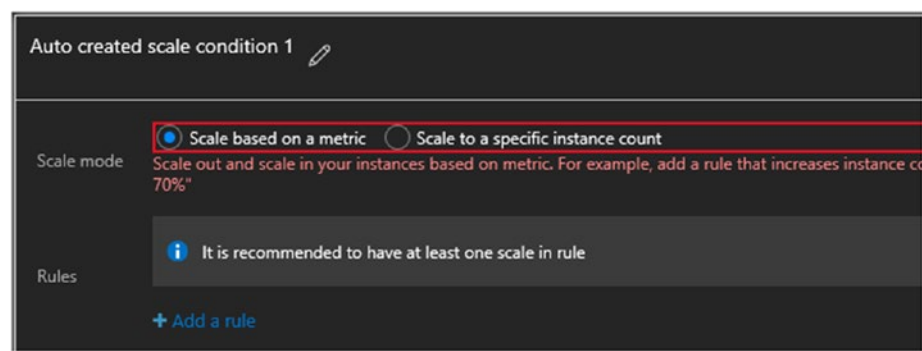 Auto created scale condition 1
Scale mode
Scale based on a metric Scale to a specific instance count
Scale out and scale in your instances based on metric. For example, add a rule that increases instance
70%"
Rules
It is recommended to have at least one scale in rule
+ Add a rule